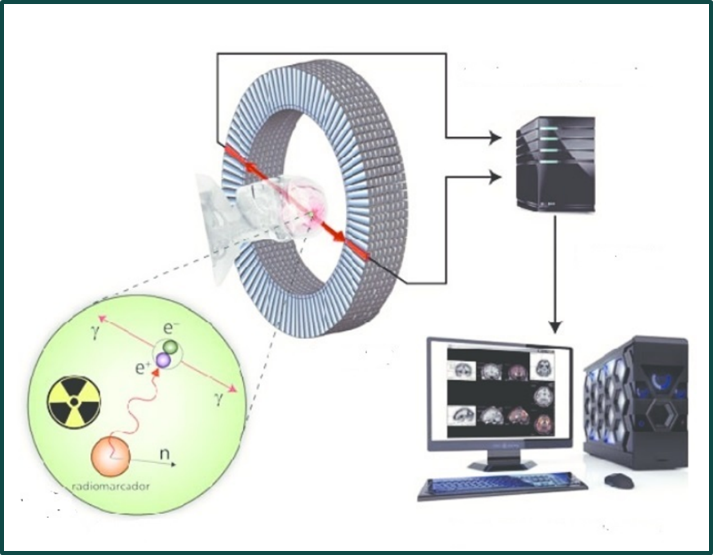 e⁻
γ
e⁺
γ
n
radiomarcador